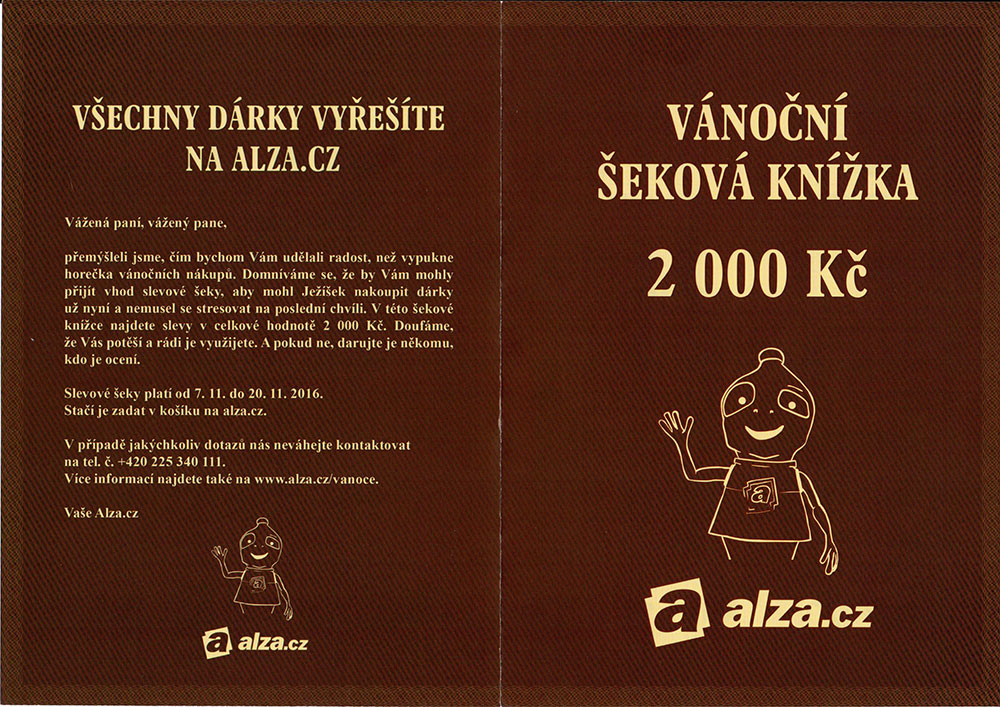 VŠECHNY DÁRKY VYŘEŠÍTE
NA ALZA.CZ
Vážená paní, vážený pane,
přemýšleli jsme, čím bychom Vám udělali radost, než vypukne
horečka vánočních nákupů. Domníváme se, že by Vám mohly
přijít vhod slevové šeky, aby mohl Ježíšek nakoupit dárky
už nyní a nemusel se stresovat na poslední chvíli. V této šekové
knížce najdete slevy v celkové hodnotě 2 000 Kč. Doufáme,
že Vás potěší a rádi je využijete. A pokud ne, darujte je někomu,
kdo je ocení.
Slevové šeky platí od 7. 11. do 20. 11. 2016.
Stačí je zadat v košíku na alza.cz.
V případě jakýchkoliv dotazů nás neváhejte kontaktovat
na tel. č. +420 225 340 111.
Více informací najdete také na www.alza.cz/vanoce.
Vaše Alza.cz
a
a alza.cz
VÁNOČNÍ
ŠEKOVÁ KNÍŽKA
2 000 Kč
a
a alza.cz